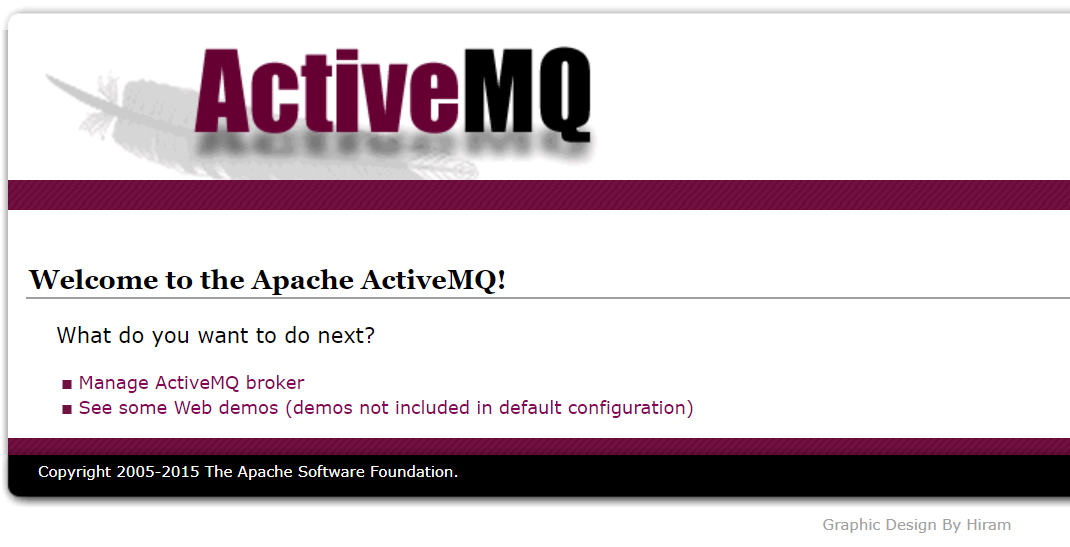 ActiveMQ
Welcome to the Apache ActiveMQ!
What do you want to do next?
Manage ActiveMQ broker
See some Web demos (demos not included in default configuration)
Copyright 2005-2015 The Apache Software Foundation.
Graphic Design By Hiram